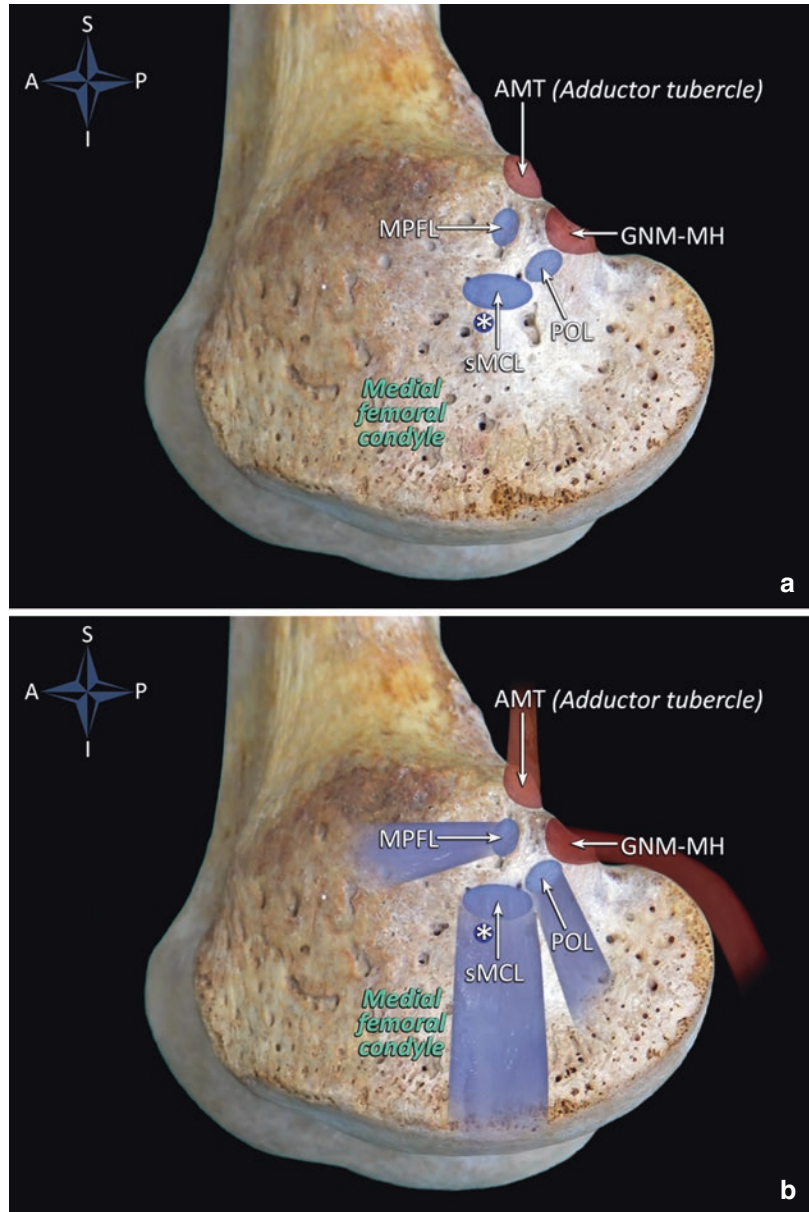 S
A P
I
AMT (Adductor tubercle)
MPFL
GNM-MH
POL
*
sMCL
Medial
femoral
condyle
a
S
A P
I
AMT (Adductor tubercle)
MPFL
GNM-MH
POL
*
sMCL
Medial
femoral
condyle
b